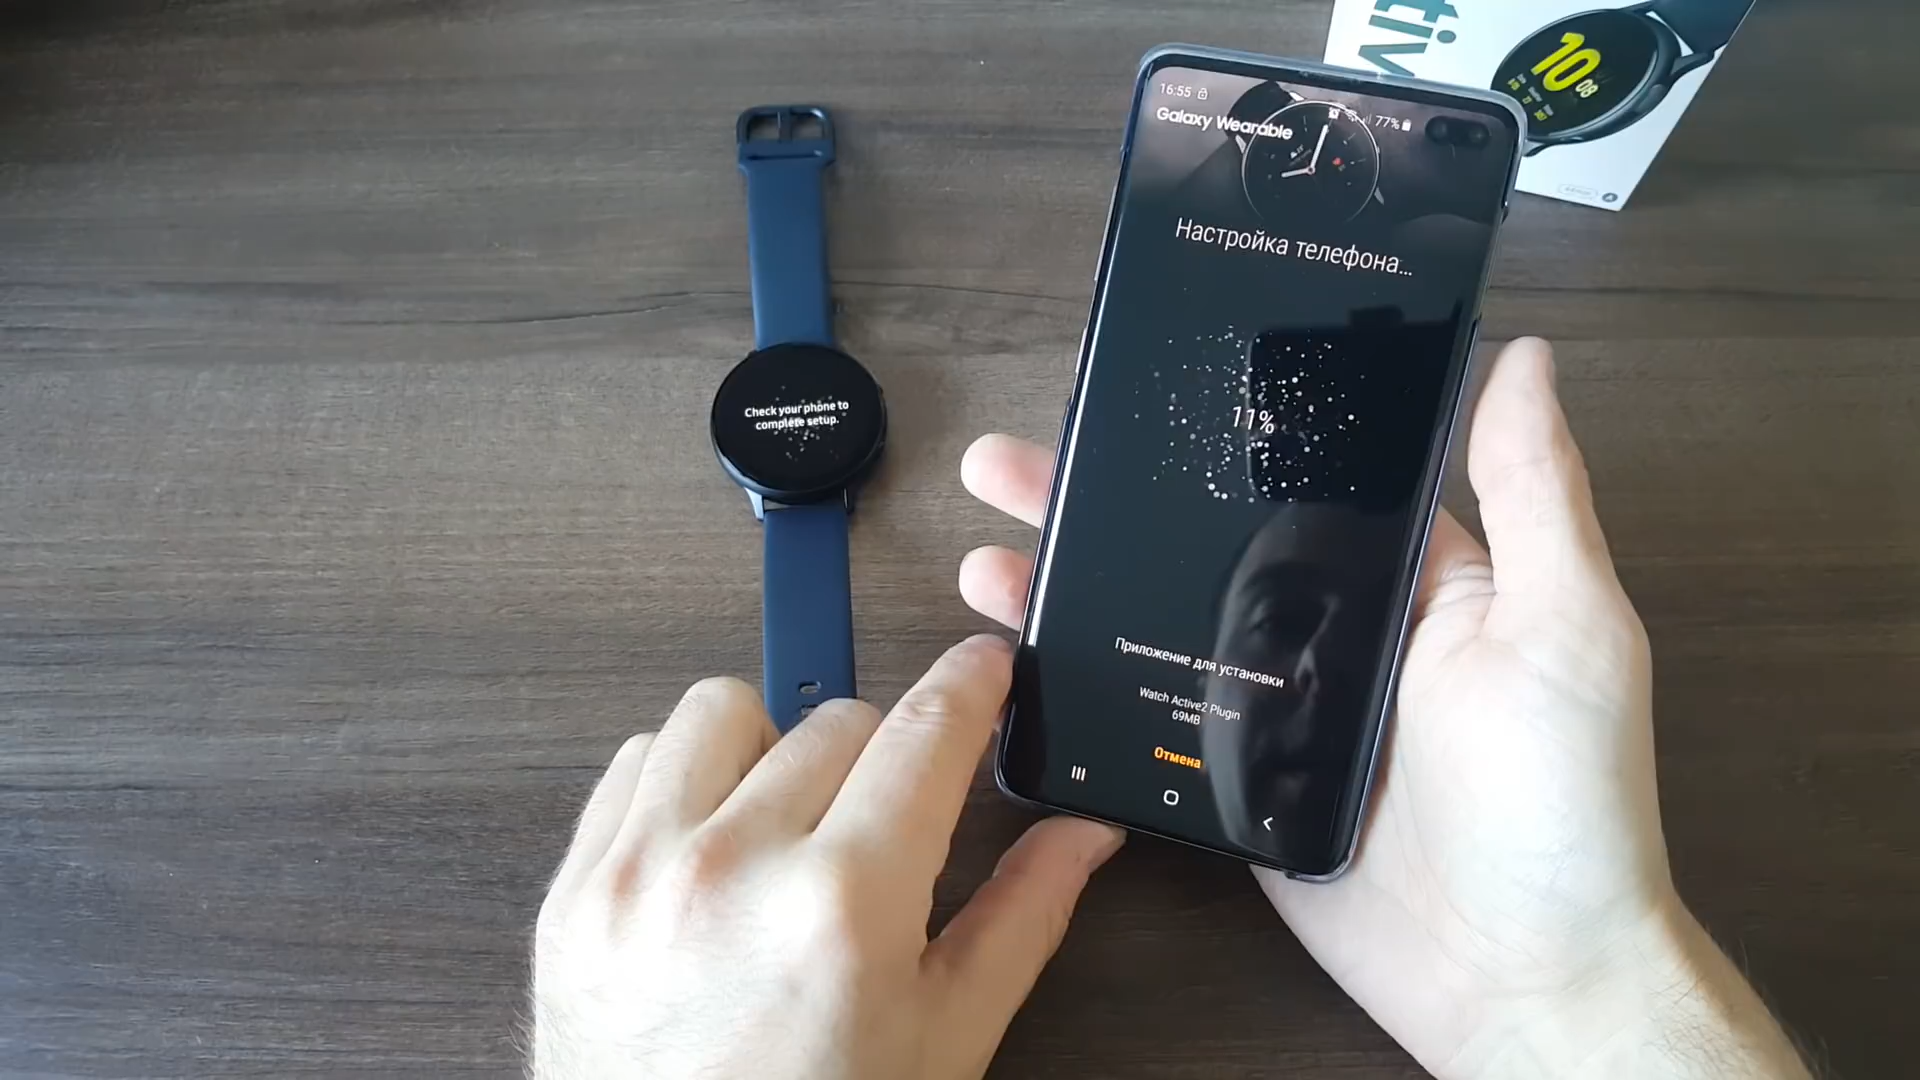 tiv
10
08
16:55
77%
Galaxy Wearable
Настройка телефона...
11%
Check your phone to
complete setup.
Приложение для установки
Watch Active2 Plugin
69MB
Отмена